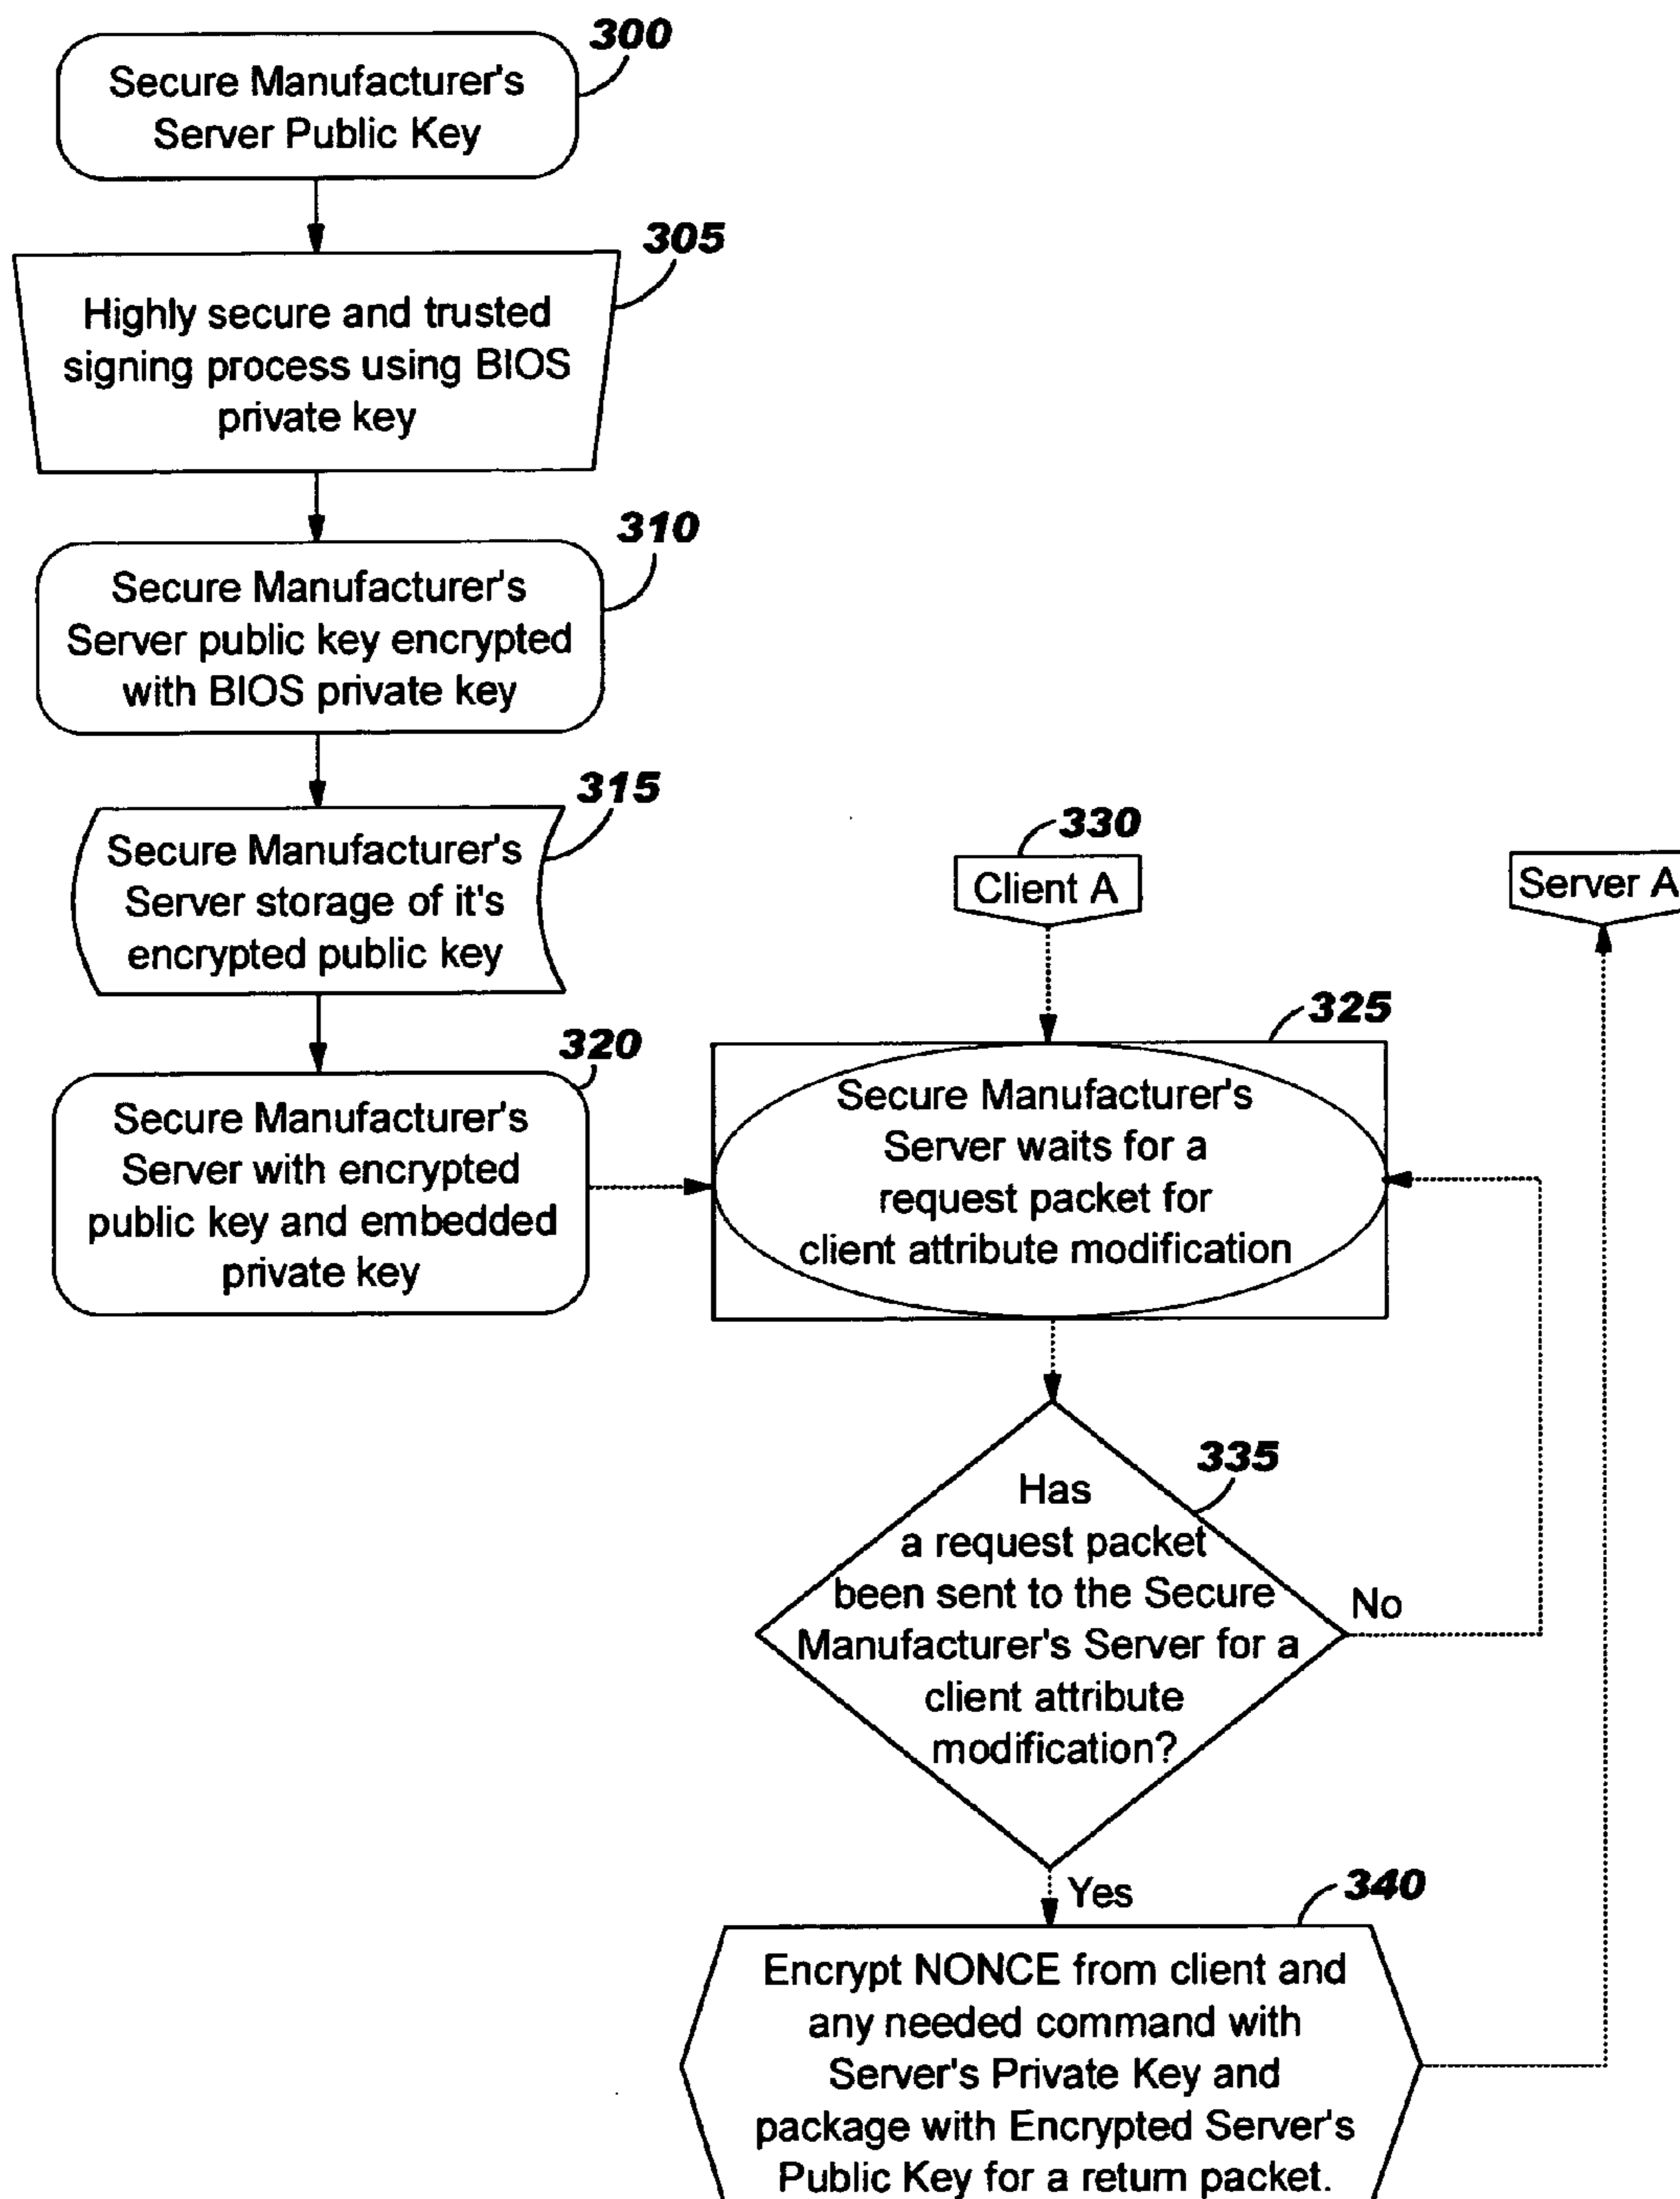 300
Secure Manufacturer's
Server Public Key
305
Highly secure and trusted
signing process using BIOS
private key
310
Secure Manufacturer's
Server public key encrypted
with BIOS private key
315
Secure Manufacturer's
Server storage of it's
encrypted public key
320
Secure Manufacturer's
Server with encrypted
public key and embedded
private key
330
Client A
Server A
325
Secure Manufacturer's
Server waits for a
request packet for
client attribute modification
335
Has
a request packet
been sent to the Secure
Manufacturer's Server for a
client attribute
modification?
No
Yes
340
Encrypt NONCE from client and
any needed command with
Server's Private Key and
package with Encrypted Server's
Public Key for a return packet.